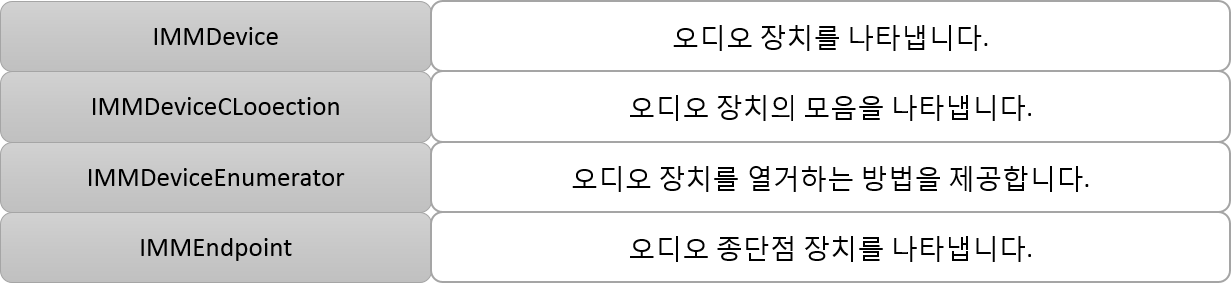 IMMDevice 오디오 장치를 나타냅니다.
IMMDeviceCLooection 오디오 장치의 모음을 나타냅니다.
IMMDeviceEnumerator 오디오 장치를 열거하는 방법을 제공합니다.
IMMEndpoint 오디오 종단점 장치를 나타냅니다.